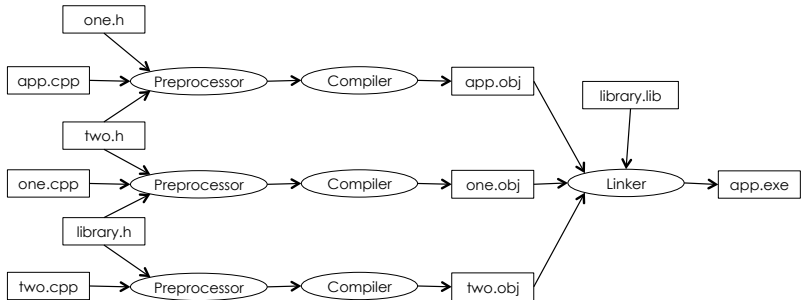 one.h
app.cpp
Preprocessor
Compiler
app.obj
library.lib
two.h
one.cpp
Preprocessor
Compiler
one.obj
Linker
app.exe
library.h
two.cpp
Preprocessor
Compiler
two.obj